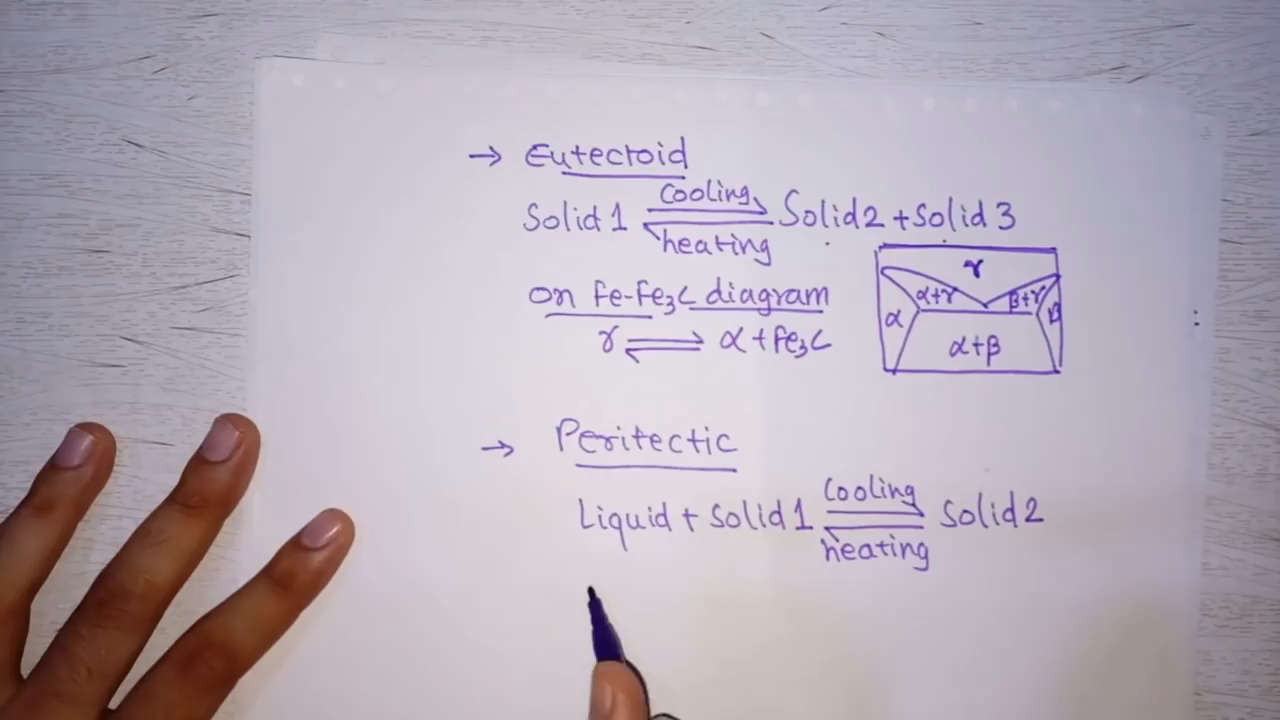 → Eutectoid
Solid 1 cooling ⇌ heating Solid 2 + Solid 3
on Fe-Fe₃C diagram
γ ⇌ α + Fe₃C
γ
α+γ
β+γ
α
β
α+β
→ Peritectic
Liquid + Solid 1 cooling ⇌ heating Solid 2